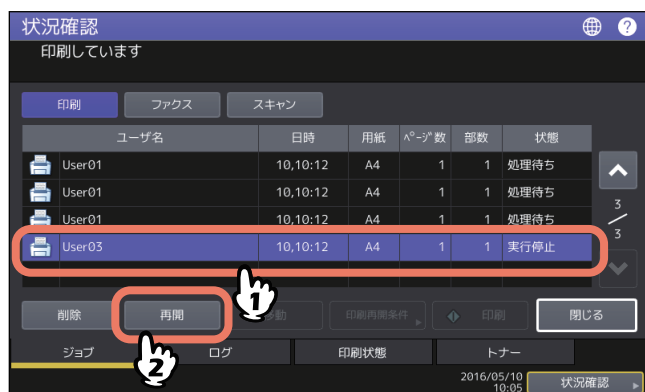 状況確認
?
印刷しています
印刷 ファクス スキャン
ユーザ名 日時 用紙 ページ数 部数 状態
User01 10,10:12 A4 1 1 処理待ち
User01 10,10:12 A4 1 1 処理待ち
User01 10,10:12 A4 1 1 処理待ち
User03 10,10:12 A4 1 1 実行停止
3
3
1
削除 再開 移動 印刷再開条件 印刷 閉じる
2
ジョブ ログ 印刷状態 トナー
2016/05/10
10:05
状況確認